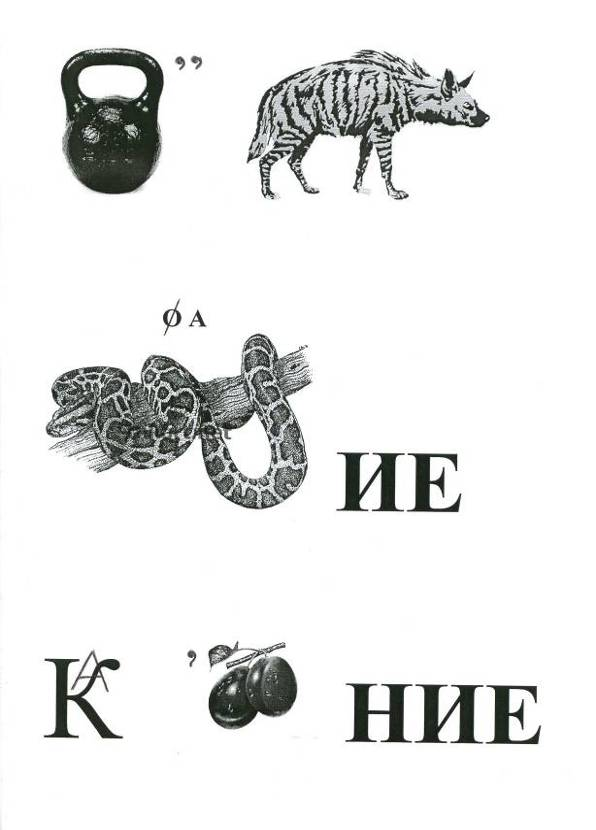 ,,
О А
ИЕ
К А , НИЕ